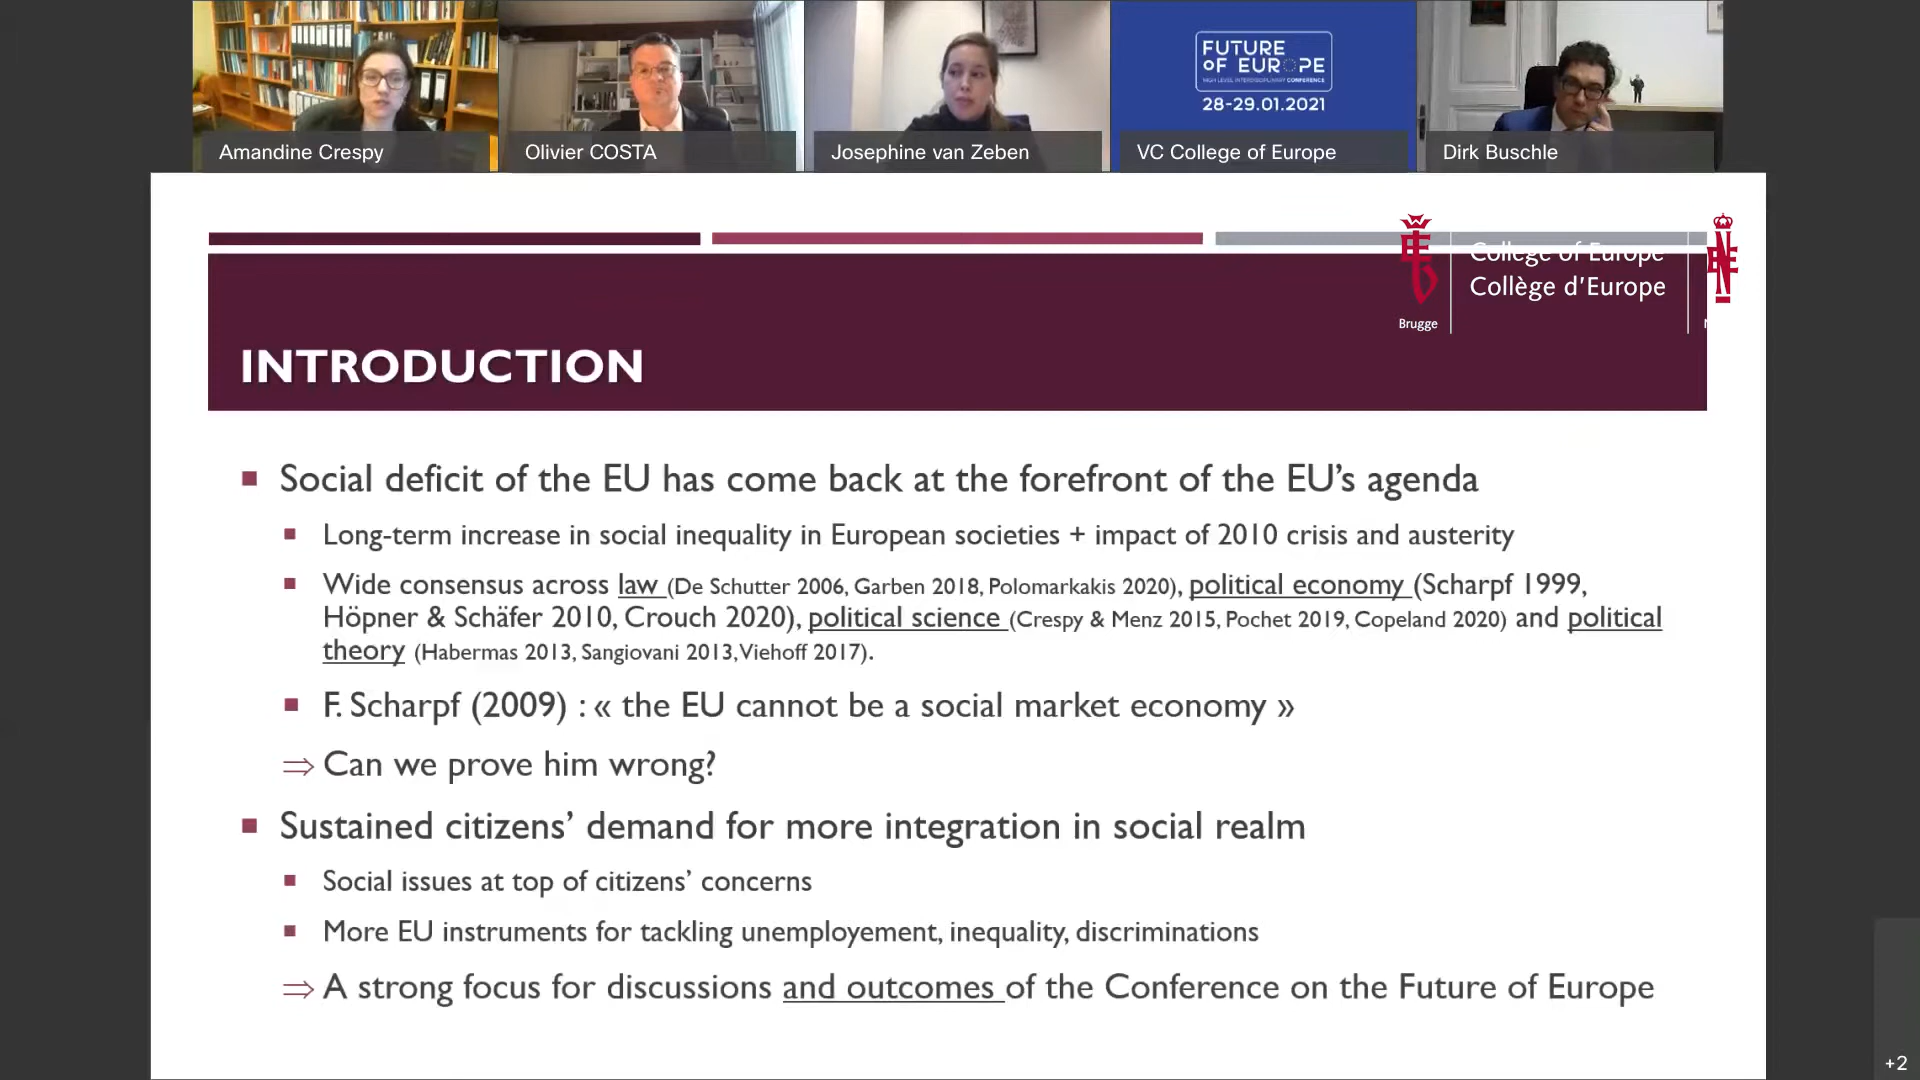 FUTURE
OF EUROPE
HIGH LEVEL INTERDISCIPLINARY CONFERENCE
28-29.01.2021
Amandine Crespy
Olivier COSTA
Josephine van Zeben
VC College of Europe
Dirk Buschle
College of Europe
Collège d'Europe
Brugge
INTRODUCTION
Social deficit of the EU has come back at the forefront of the EU’s agenda
Long-term increase in social inequality in European societies + impact of 2010 crisis and austerity
Wide consensus across law (De Schutter 2006, Garben 2018, Polomarkakis 2020), political economy (Scharpf 1999,
Höpner & Schäfer 2010, Crouch 2020), political science (Crespy & Menz 2015, Pochet 2019, Copeland 2020) and political
theory (Habermas 2013, Sangiovani 2013, Viehoff 2017).
F. Scharpf (2009) : « the EU cannot be a social market economy »
⇒ Can we prove him wrong?
Sustained citizens’ demand for more integration in social realm
Social issues at top of citizens’ concerns
More EU instruments for tackling unemployement, inequality, discriminations
⇒ A strong focus for discussions and outcomes of the Conference on the Future of Europe
+2